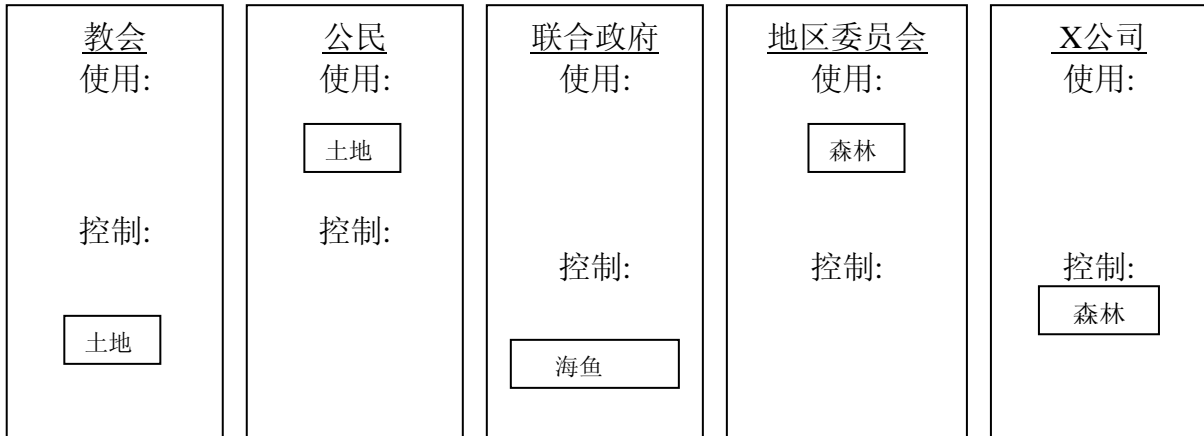 教会
使用:
控制:
土地
公民
使用:
土地
控制:
联合政府
使用:
控制:
海鱼
地区委员会
使用:
森林
控制:
X公司
使用:
控制:
森林